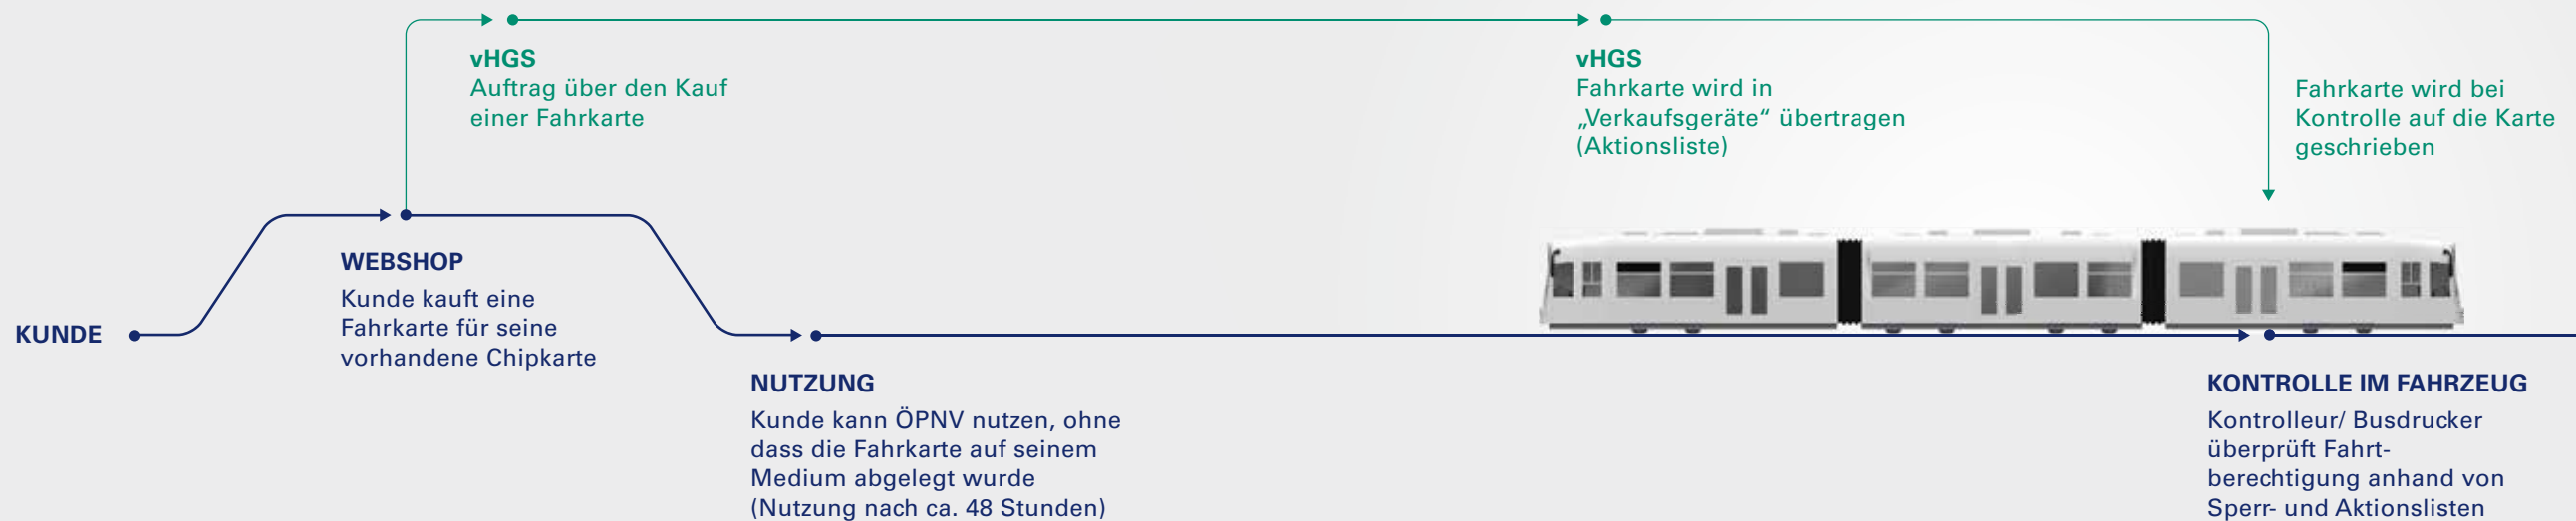 vHGS
Auftrag über den Kauf
einer Fahrkarte
vHGS
Fahrkarte wird in
„Verkaufsgeräte“ übertragen
(Aktionsliste)
Fahrkarte wird bei
Kontrolle auf die Karte
geschrieben
KUNDE
WEBSHOP
Kunde kauft eine
Fahrkarte für seine
vorhandene Chipkarte
NUTZUNG
Kunde kann ÖPNV nutzen, ohne
dass die Fahrkarte auf seinem
Medium abgelegt wurde
(Nutzung nach ca. 48 Stunden)
KONTROLLE IM FAHRZEUG
Kontrolleur/ Busdrucker
überprüft Fahrt-
berechtigung anhand von
Sperr- und Aktionslisten